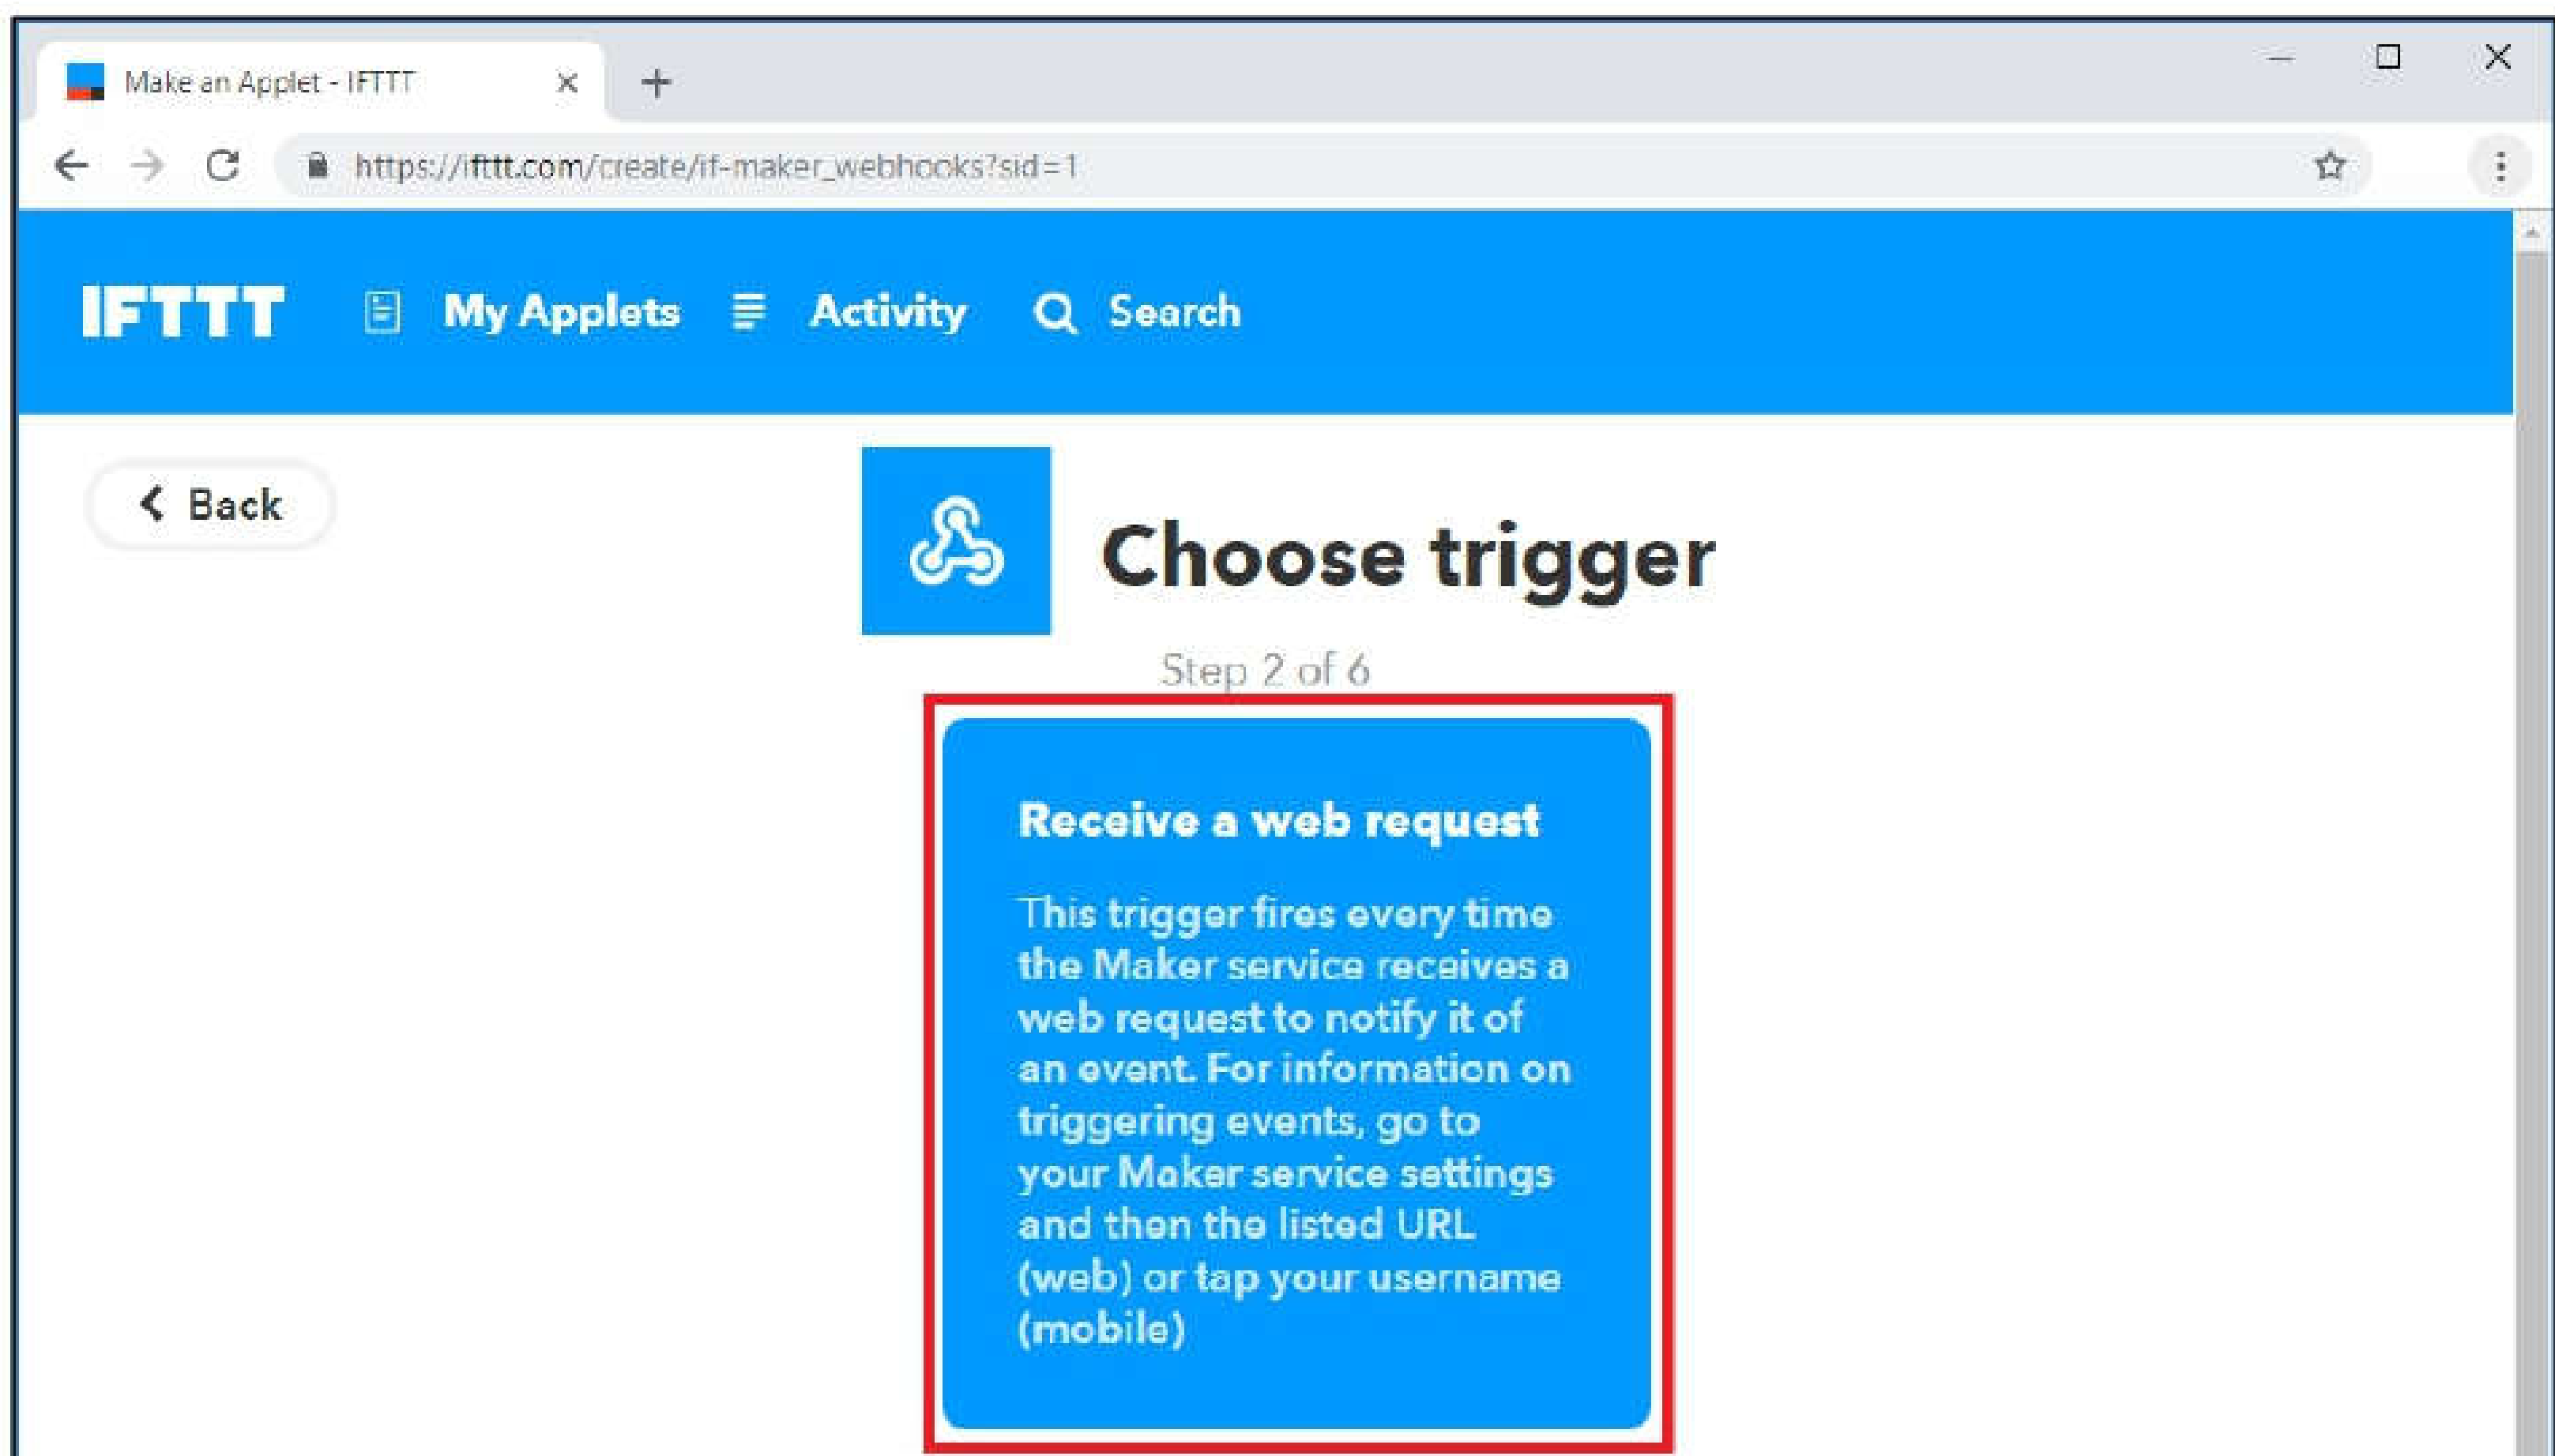 Make an Applet - IFTTT
https://ifttt.com/create/if-maker_webhooks?sid=1
IFTTT My Applets Activity Search
Back
Choose trigger
Step 2 of 6
Receive a web request
This trigger fires every time
the Maker service receives a
web request to notify it of
an event. For information on
triggering events, go to
your Maker service settings
and then the listed URL
(web) or tap your username
(mobile)